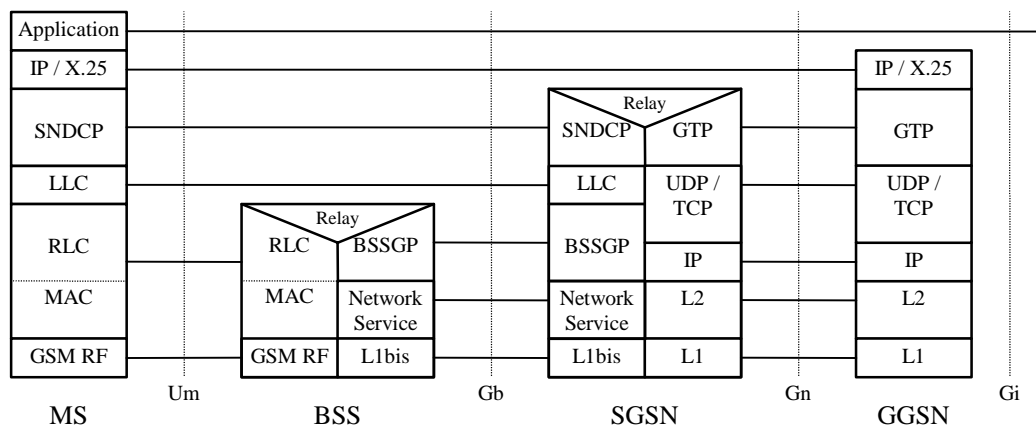 Application
IP / X.25
IP / X.25
Relay
SNDCP
SNDCP
GTP
GTP
LLC
LLC
UDP /
TCP
UDP /
TCP
Relay
RLC
RLC
BSSGP
BSSGP
IP
IP
MAC
MAC
Network
Service
Network
Service
L2
L2
GSM RF
GSM RF
L1bis
L1bis
L1
L1
Um
Gb
Gn
Gi
MS
BSS
SGSN
GGSN